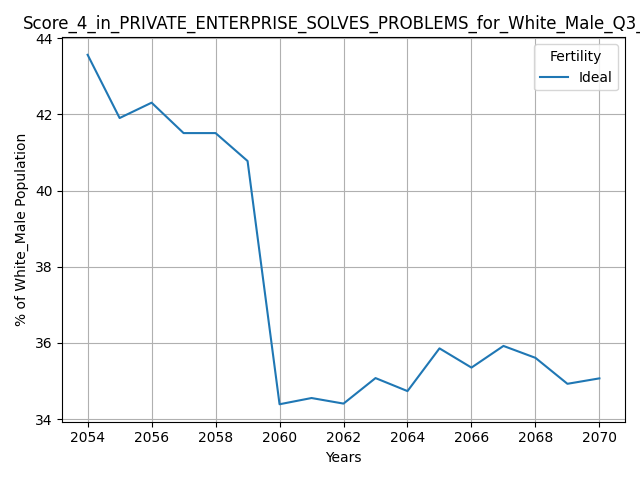 Score_4_in_PRIVATE_ENTERPRISE_SOLVES_PROBLEMS_for_White_Male_Q3_
Fertility
Ideal
44
42
40
38
36
34
% of White_Male Population
2054 2056 2058 2060 2062 2064 2066 2068 2070
Years